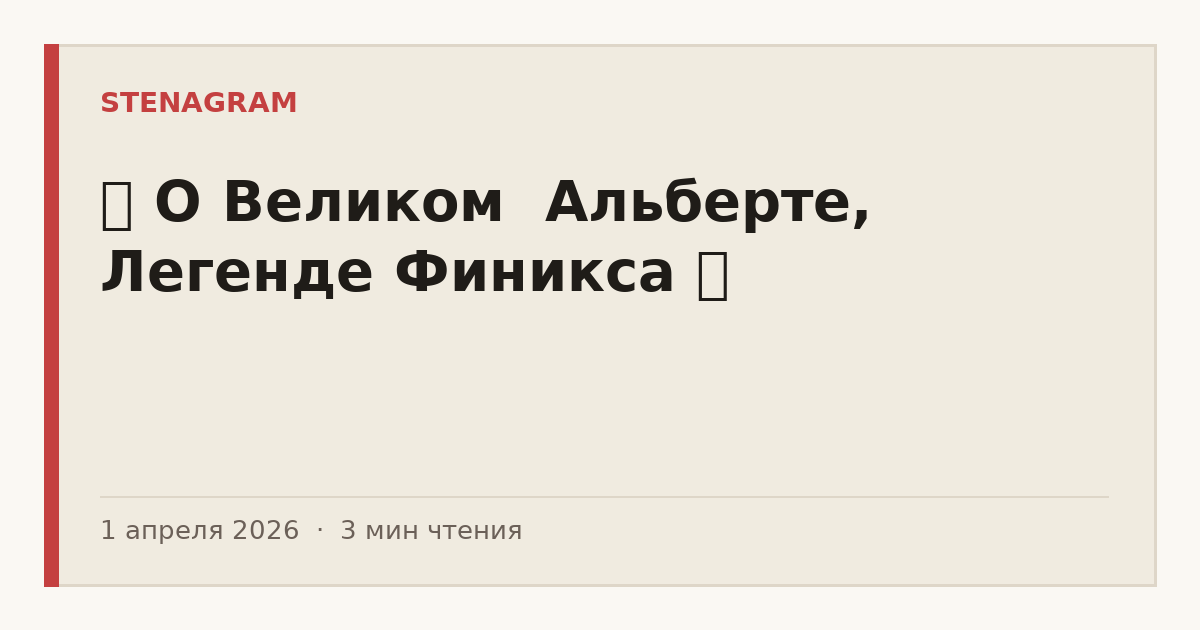 STENAGRAM
О Великом  Альберте,
Легенде Финикса
1 апреля 2026 · 3 мин чтения